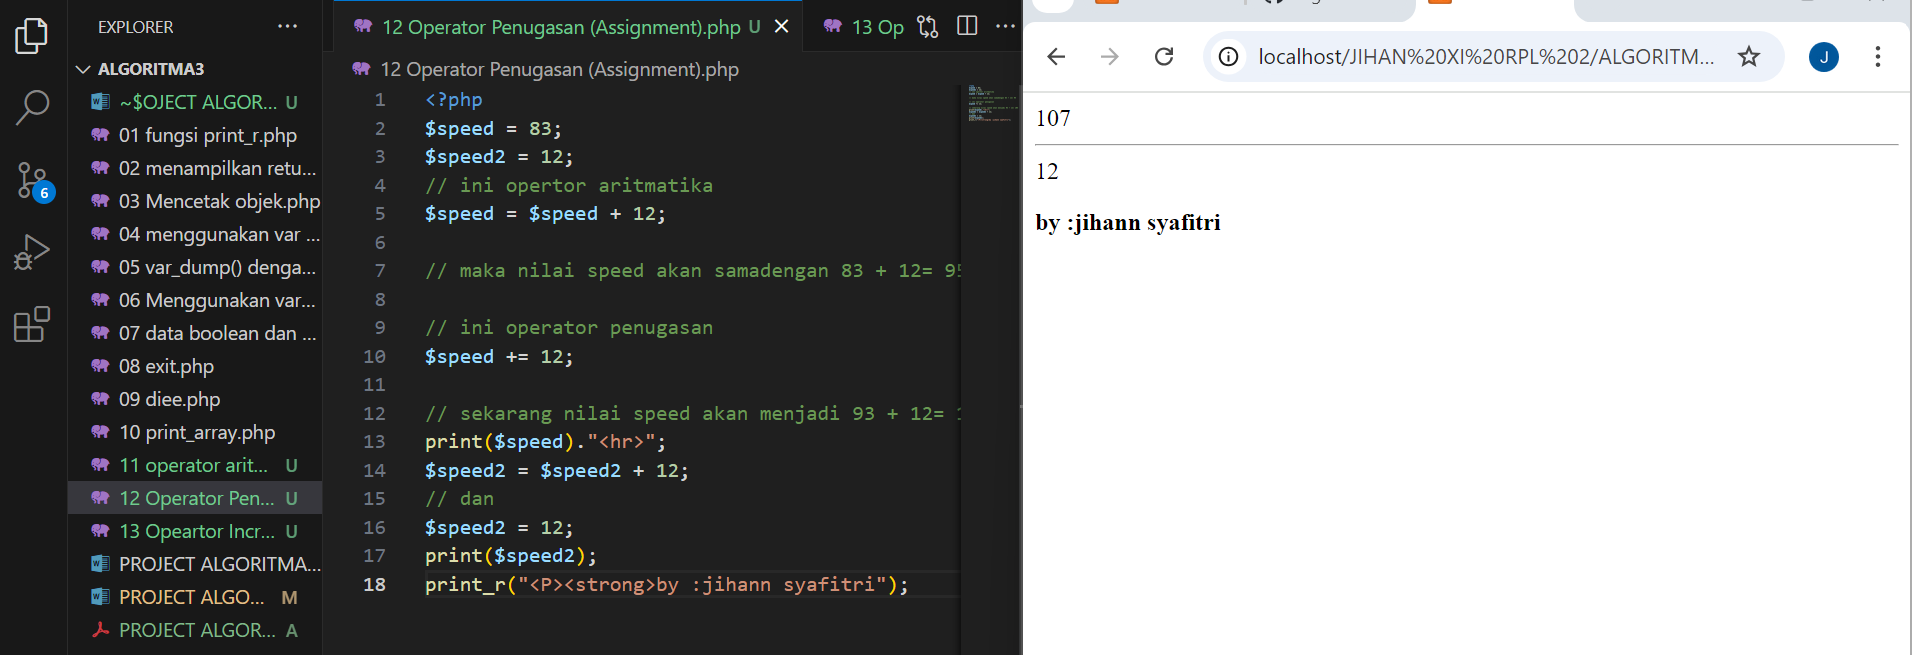 EXPLORER ...
ALGORITMA3
~$OJECT ALGOR... U
01 fungsi print_r.php
02 menampilkan retu...
03 Mencetak objek.php
04 menggunakan var ...
05 var_dump() denga...
06 Menggunakan var...
07 data boolean dan ...
08 exit.php
09 diee.php
10 print_array.php
11 operator arit... U
12 Operator Pen... U
13 Opeartor Incr... U
PROJECT ALGORITMA...
PROJECT ALGO... M
PROJECT ALGOR... A
6
12 Operator Penugasan (Assignment).php U
13 Op
12 Operator Penugasan (Assignment).php
1 <?php
2 $speed = 83;
3 $speed2 = 12;
4 // ini opertor aritmatika
5 $speed = $speed + 12;
6
7 // maka nilai speed akan samadengan 83 + 12= 95
8
9 // ini operator penugasan
10 $speed += 12;
11
12 // sekarang nilai speed akan menjadi 93 + 12= 1
13 print($speed)."<hr>";
14 $speed2 = $speed2 + 12;
15 // dan
16 $speed2 = 12;
17 print($speed2);
18 print_r("<P><strong>by :jihann syafitri");
localhost/JIHAN%20XI%20RPL%202/ALGORITM...
J
107
12
by :jihann syafitri